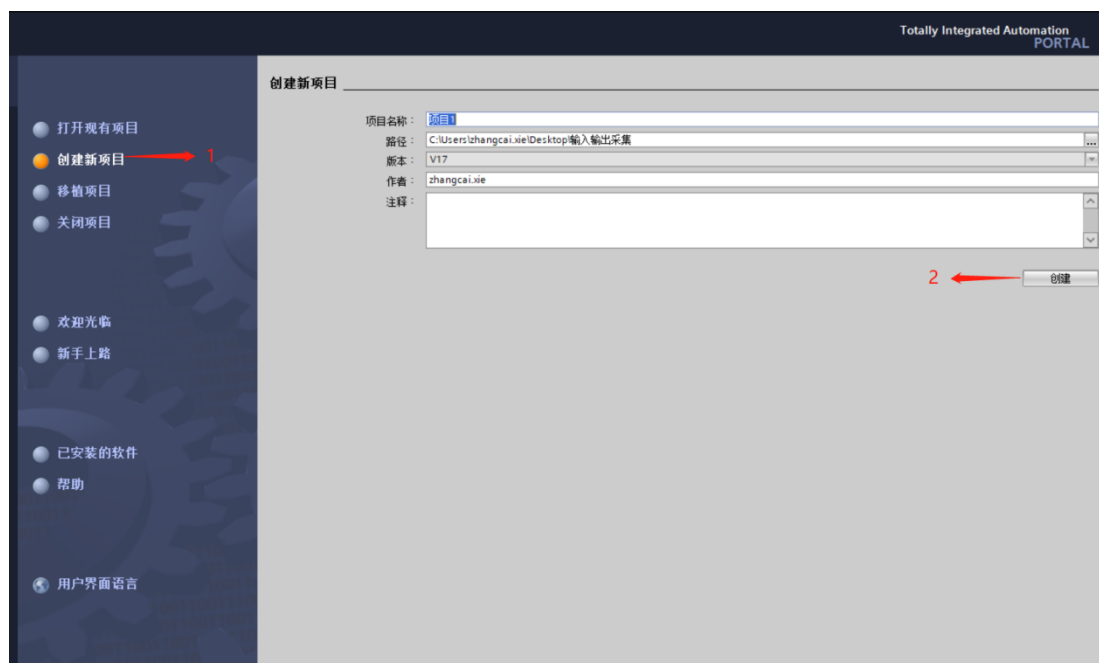 Totally Integrated Automation
PORTAL
创建新项目
打开现有项目
创建新项目 1
移植项目
关闭项目
欢迎光临
新手上路
已安装的软件
帮助
用户界面语言
项目名称： 项目1
路径： C:\Users\zhangcai.xie\Desktop\输入输出采集
...
版本： V17
作者： zhangcai.xie
注释：
2 创建